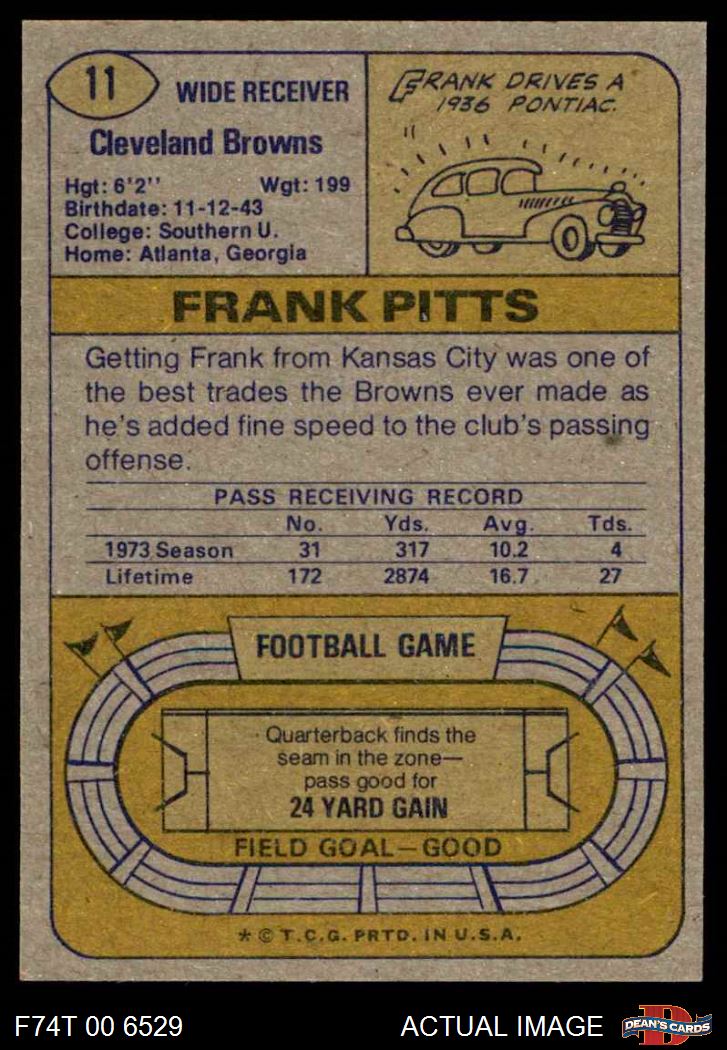 11
WIDE RECEIVER
Cleveland Browns
Hgt: 6'2'' Wgt: 199
Birthdate: 11-12-43
College: Southern U.
Home: Atlanta, Georgia
FRANK DRIVES A
1936 PONTIAC.
FRANK PITTS
Getting Frank from Kansas City was one of
the best trades the Browns ever made as
he's added fine speed to the club's passing
offense.
PASS RECEIVING RECORD
No. Yds. Avg. Tds.
1973 Season 31 317 10.2 4
Lifetime 172 2874 16.7 27
FOOTBALL GAME
Quarterback finds the
seam in the zone—
pass good for
24 YARD GAIN
FIELD GOAL—GOOD
* © T.C.G. PRTD. IN U.S.A.
F74T 00 6529 ACTUAL IMAGE
D
DEAN'S CARDS